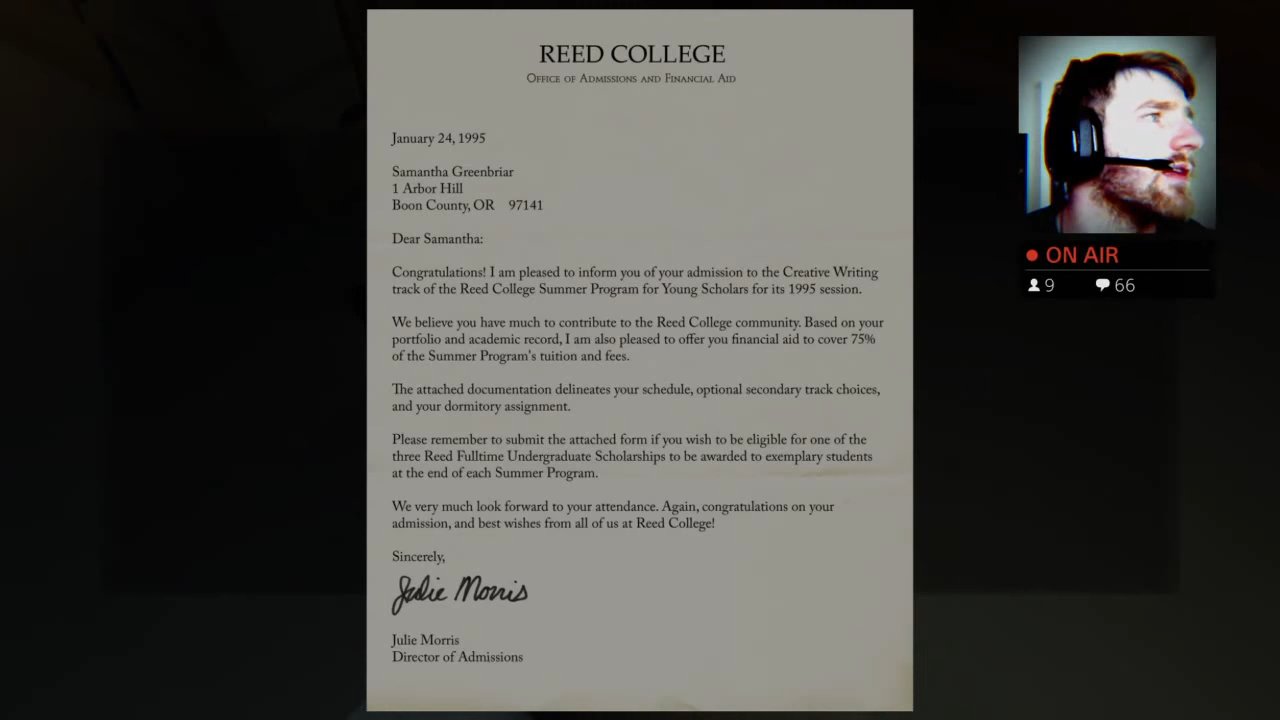 REED COLLEGE
Office of Admissions and Financial Aid
January 24, 1995
Samantha Greenbriar
1 Arbor Hill
Boon County, OR 97141
Dear Samantha:
Congratulations! I am pleased to inform you of your admission to the Creative Writing
track of the Reed College Summer Program for Young Scholars for its 1995 session.
We believe you have much to contribute to the Reed College community. Based on your
portfolio and academic record, I am also pleased to offer you financial aid to cover 75%
of the Summer Program's tuition and fees.
The attached documentation delineates your schedule, optional secondary track choices,
and your dormitory assignment.
Please remember to submit the attached form if you wish to be eligible for one of the
three Reed Fulltime Undergraduate Scholarships to be awarded to exemplary students
at the end of each Summer Program.
We very much look forward to your attendance. Again, congratulations on your
admission, and best wishes from all of us at Reed College!
Sincerely,
Julie Morris
Julie Morris
Director of Admissions
ON AIR
9 66